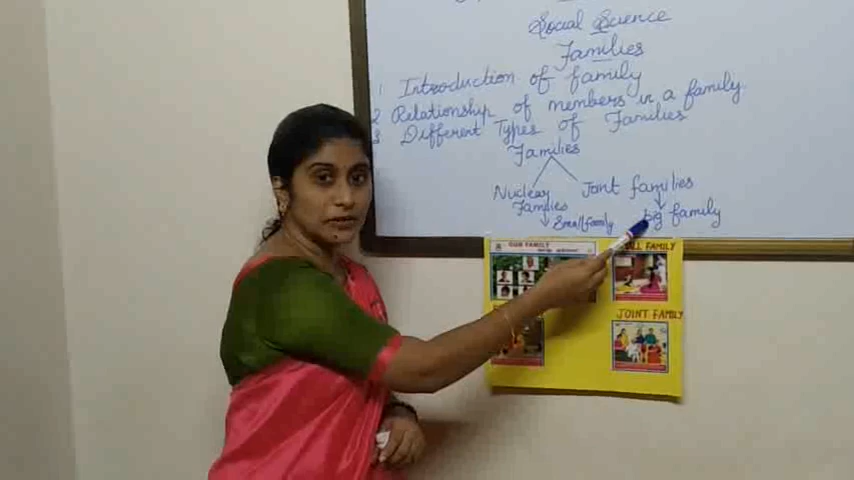 Social Science
Families
1 Introduction of family
2 Relationship of members in a family.
3 Different Types of Families
Families
Nuclear Families
Joint families
Small family
big family
OUR FAMILY
FAMILY
JOINT FAMILY